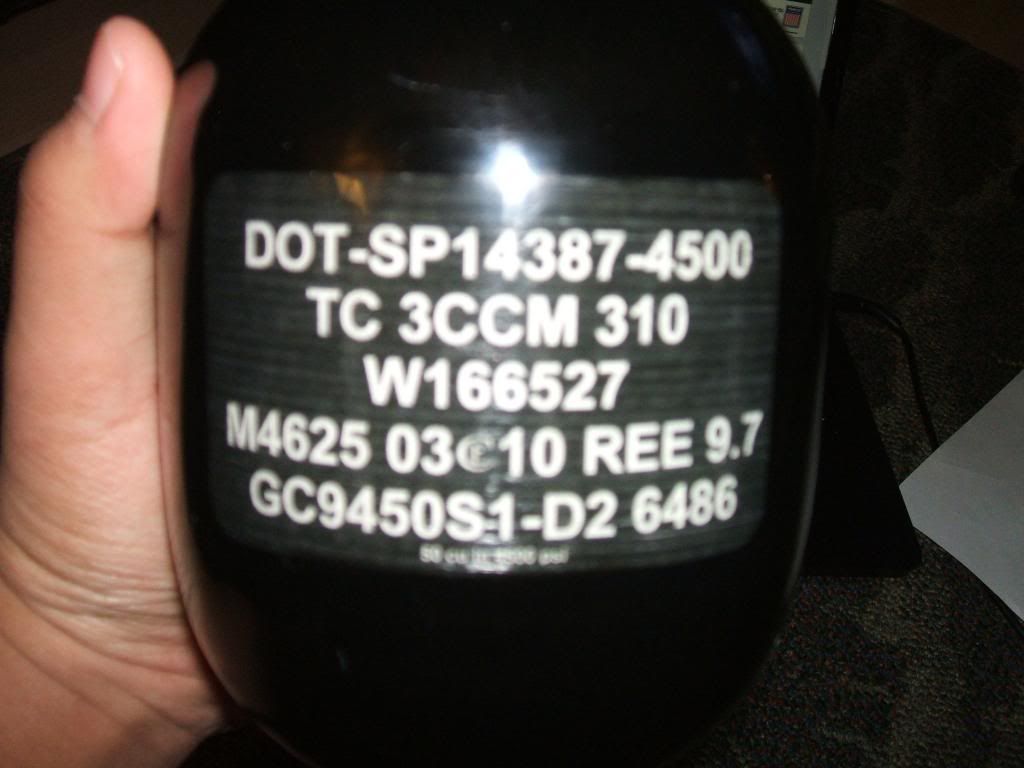 DOT-SP14387-4500
TC 3CCM 310
W166527
M4625 03 10 REE 9.7
GC9450S1-D2 6486